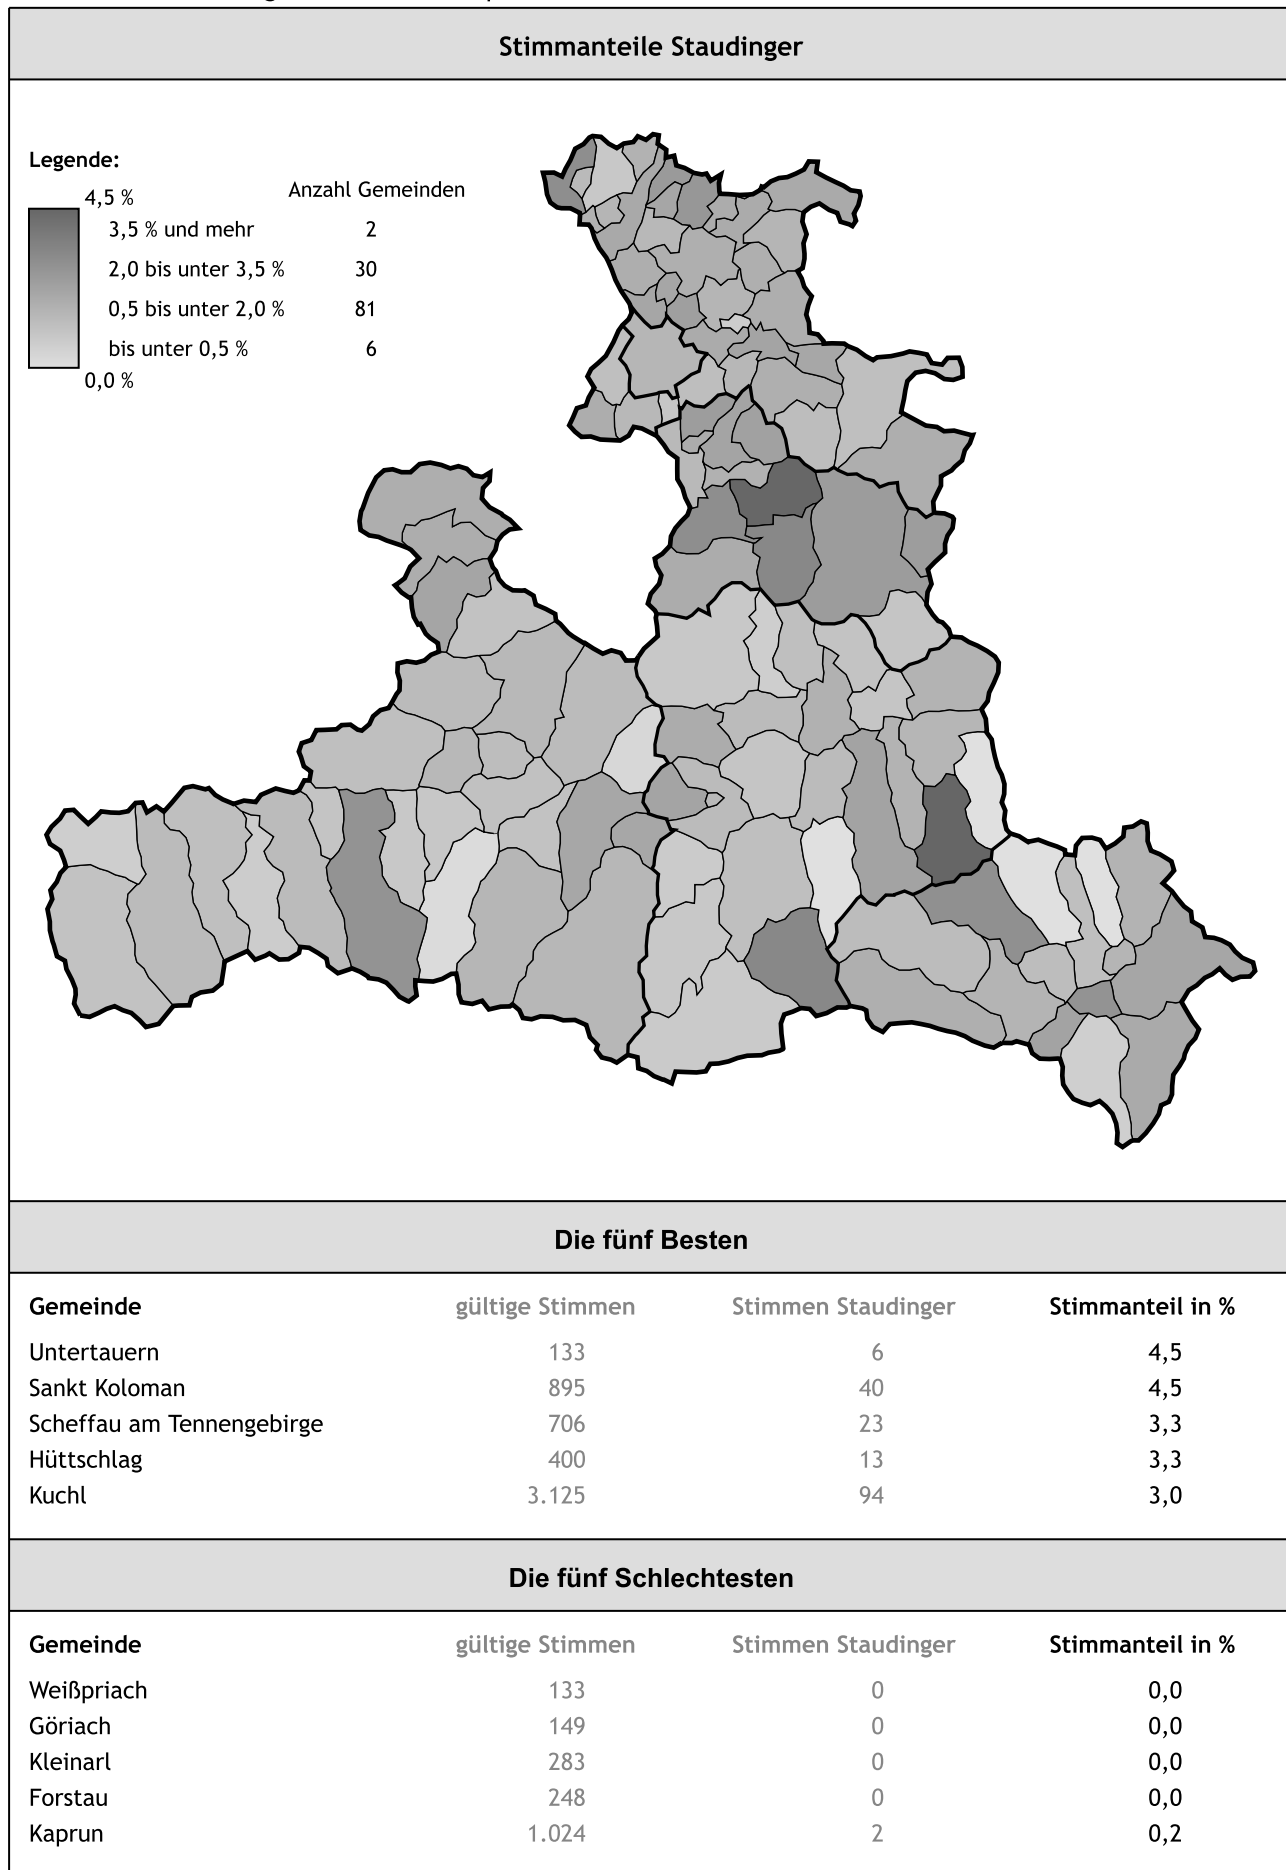 Stimmanteile Staudinger
Legende:
4,5 %
Anzahl Gemeinden
3,5 % und mehr 2
2,0 bis unter 3,5 % 30
0,5 bis unter 2,0 % 81
bis unter 0,5 % 6
0,0 %
Die fünf Besten
Gemeinde gültige Stimmen Stimmen Staudinger Stimmanteil in %
Untertauern 133 6 4,5
Sankt Koloman 895 40 4,5
Scheffau am Tennengebirge 706 23 3,3
Hüttschlag 400 13 3,3
Kuchl 3.125 94 3,0
Die fünf Schlechtesten
Gemeinde gültige Stimmen Stimmen Staudinger Stimmanteil in %
Weißpriach 133 0 0,0
Göriach 149 0 0,0
Kleinarl 283 0 0,0
Forstau 248 0 0,0
Kaprun 1.024 2 0,2